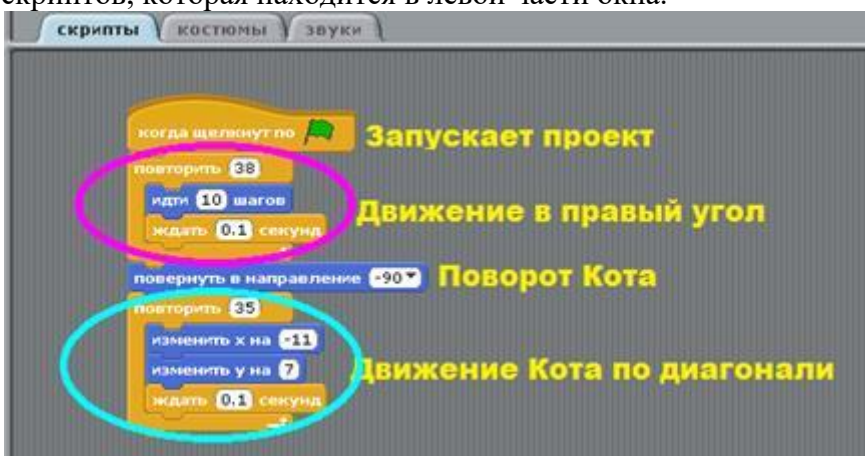 скриптов, которая находится в левой части окна.
скрипты костюмы звуки
когда щелкнут по Запускает проект
повторить 38
идти 10 шагов
Движение в правый угол
ждать 0.1 секунд
повернуть в направление -90 Поворот Кота
повторить 35
изменить х на -11
изменить у на 7
Движение Кота по диагонали
ждать 0.1 секунд